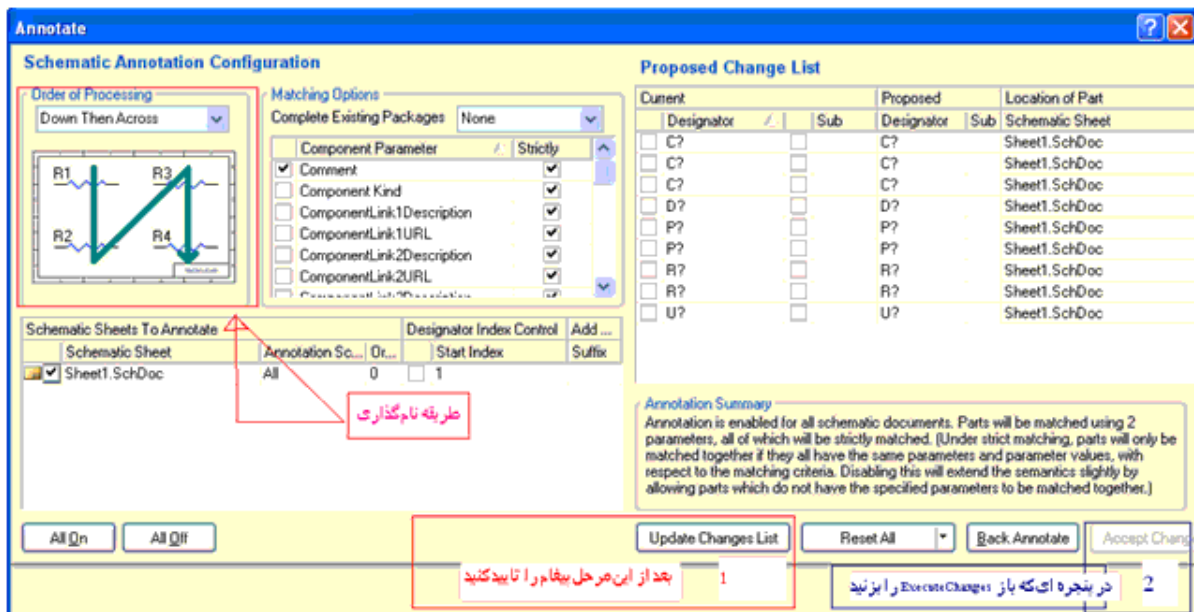 Annotate
Schematic Annotation Configuration
Order of Processing
Down Then Across
R1 R3
R2 R4
Matching Options
Complete Existing Packages None
Component Parameter Strictly
Comment
Component Kind
ComponentLink1Description
ComponentLink1URL
ComponentLink2Description
ComponentLink2URL
Schematic Sheets To Annotate Designator Index Control Add ...
Schematic Sheet Annotation Sc... Or... Start Index Suffix
Sheet1.SchDoc All 0 1
طریقه نام‌گذاری
Proposed Change List
Current Proposed Location of Part
Designator Sub Designator Sub Schematic Sheet
C? C? Sheet1.SchDoc
C? C? Sheet1.SchDoc
C? C? Sheet1.SchDoc
D? D? Sheet1.SchDoc
P? P? Sheet1.SchDoc
P? P? Sheet1.SchDoc
R? R? Sheet1.SchDoc
R? R? Sheet1.SchDoc
U? U? Sheet1.SchDoc
Annotation Summary
Annotation is enabled for all schematic documents. Parts will be matched using 2
parameters, all of which will be strictly matched. (Under strict matching, parts will only be
matched together if they all have the same parameters and parameter values, with
respect to the matching criteria. Disabling this will extend the semantics slightly by
allowing parts which do not have the specified parameters to be matched together.)
All On All Off Update Changes List Reset All Back Annotate Accept Chang
بعد از این مرحل پیغام را تایید کنید 1
در پنجره ای که باز ExecuteChanges را بزنید 2